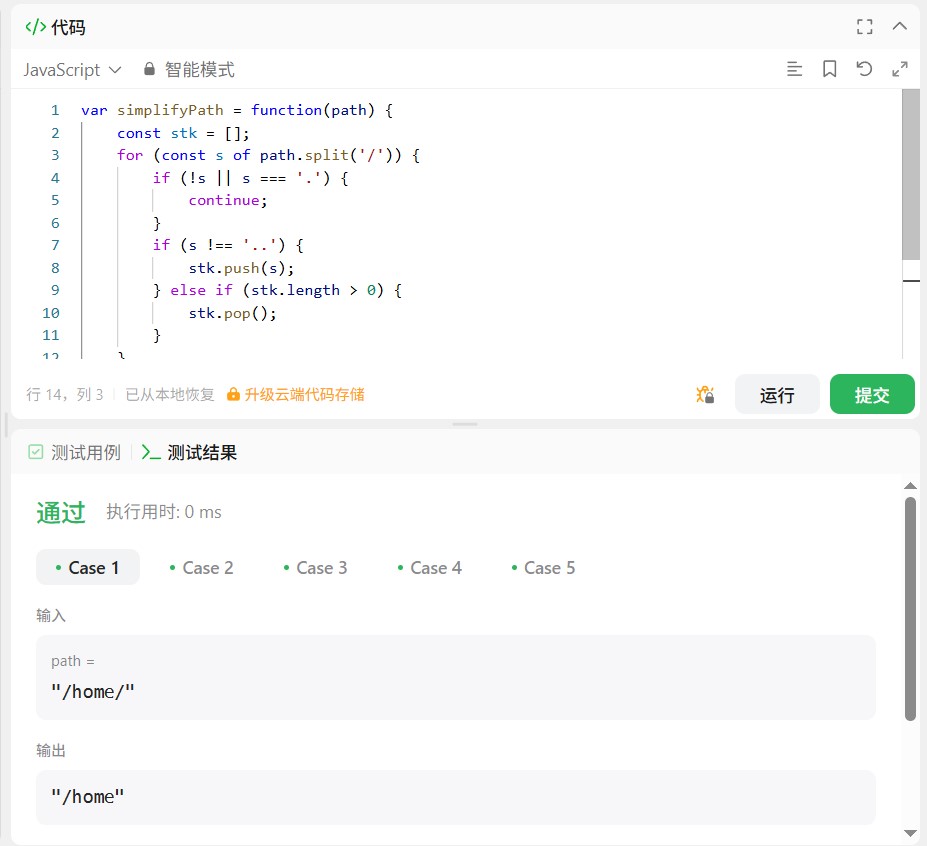 </> 代码
JavaScript 智能模式
1 var simplifyPath = function(path) {
2 const stk = [];
3 for (const s of path.split('/')) {
4 if (!s || s === '.') {
5 continue;
6 }
7 if (s !== '..') {
8 stk.push(s);
9 } else if (stk.length > 0) {
10 stk.pop();
11 }
12 }
行 14，列 3 已从本地恢复 升级云端代码存储 运行 提交
测试用例 测试结果
通过 执行用时: 0 ms
• Case 1 • Case 2 • Case 3 • Case 4 • Case 5
输入
path =
"/home/"
输出
"/home"